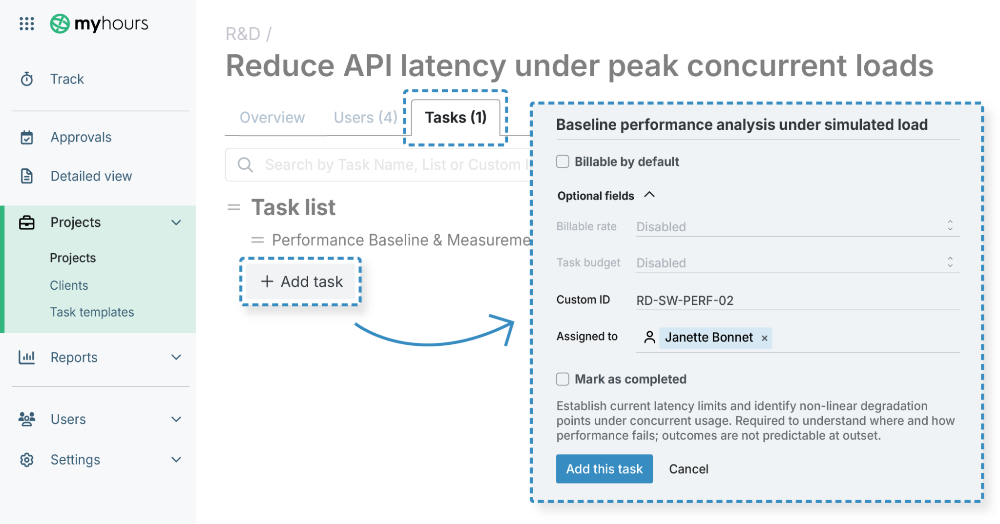 myhours
Track
Approvals
Detailed view
Projects
Projects
Clients
Task templates
Reports
Users
Settings
R&D /
Reduce API latency under peak concurrent loads
Overview
Users (4)
Tasks (1)
Search by Task Name, List or Custom
Task list
Performance Baseline & Measureme
+ Add task
Baseline performance analysis under simulated load
Billable by default
Optional fields
Billable rate Disabled
Task budget Disabled
Custom ID RD-SW-PERF-02
Assigned to Janette Bonnet ×
Mark as completed
Establish current latency limits and identify non-linear degradation
points under concurrent usage. Required to understand where and how
performance fails; outcomes are not predictable at outset.
Add this task
Cancel